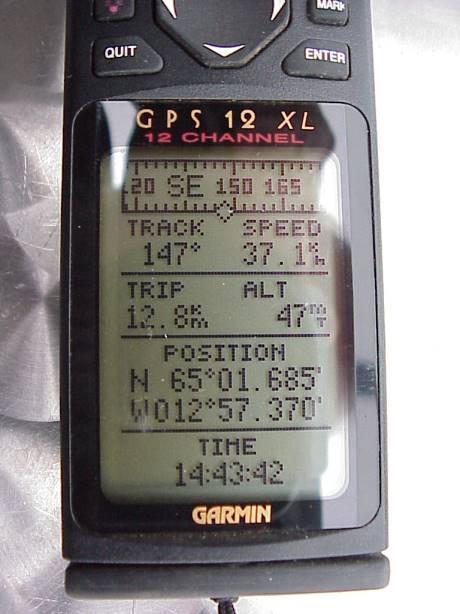 MARK
QUIT
ENTER
GPS 12 XL
12 CHANNEL
120 SE 150 165
TRACK SPEED
147° 37.1
TRIP ALT
12.8 47
POSITION
N 65°01.685'
W012°57.370'
TIME
14:43:42
GARMIN